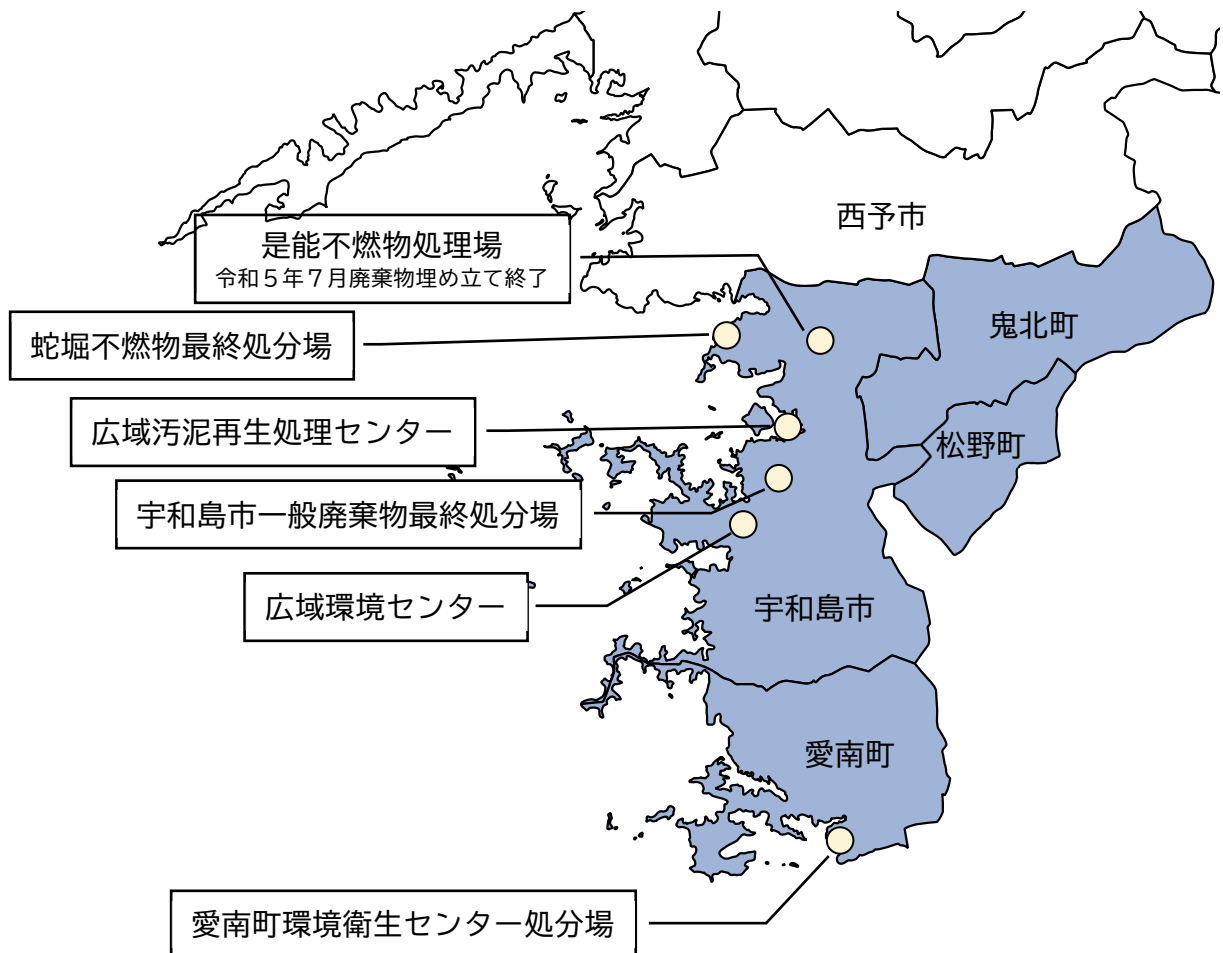 西予市
是能不燃物処理場
令和５年７月廃棄物埋め立て終了
鬼北町
蛇堀不燃物最終処分場
広域汚泥再生処理センター
松野町
宇和島市一般廃棄物最終処分場
広域環境センター
宇和島市
愛南町
愛南町環境衛生センター処分場